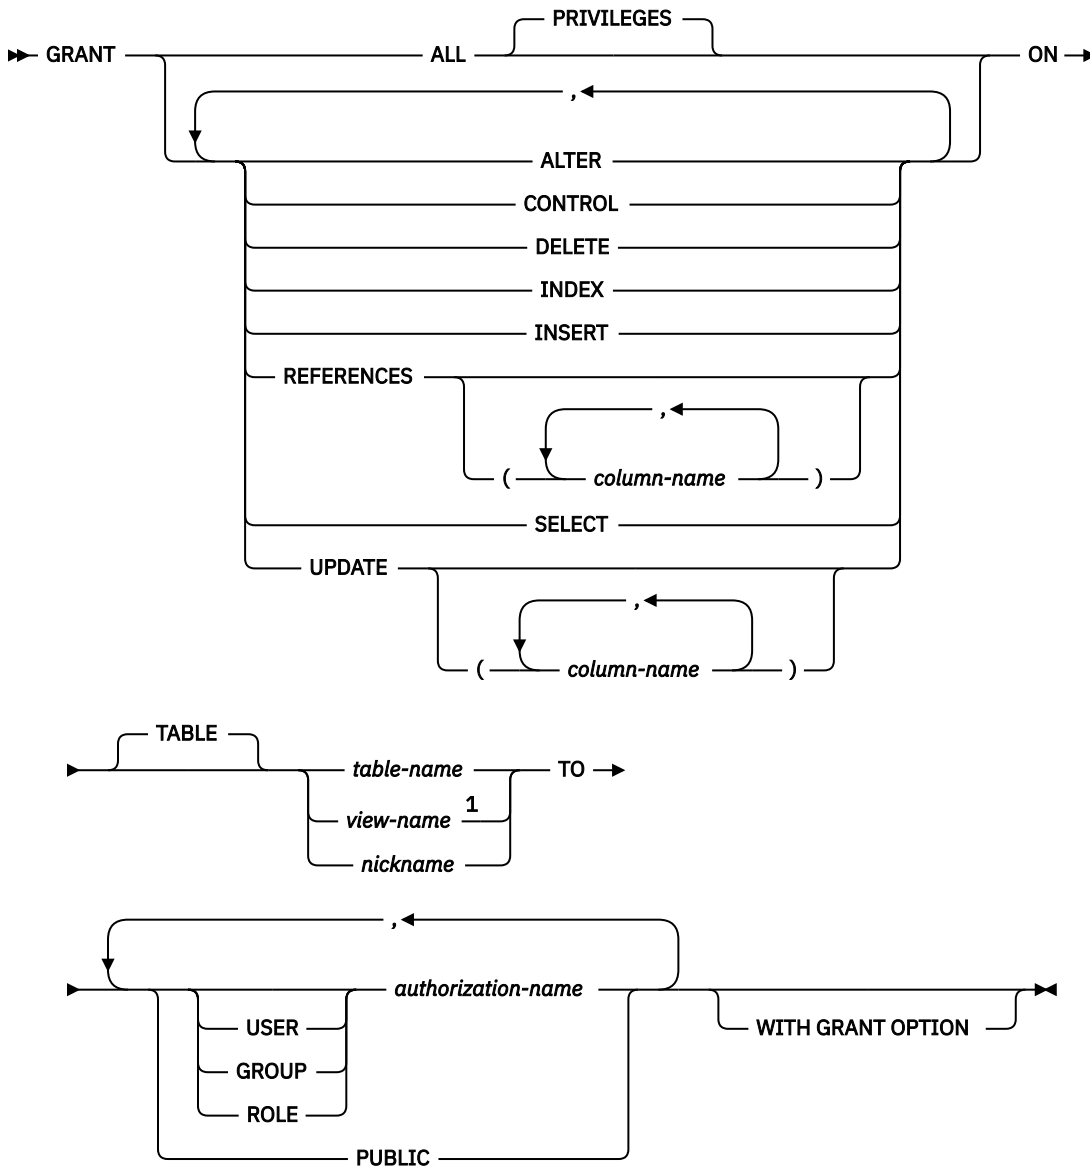 PRIVILEGES
GRANT ALL ON
,
ALTER
CONTROL
DELETE
INDEX
INSERT
REFERENCES
,
( column-name )
SELECT
UPDATE
,
( column-name )
TABLE
table-name TO
view-name 1
nickname
,
authorization-name
USER WITH GRANT OPTION
GROUP
ROLE
PUBLIC